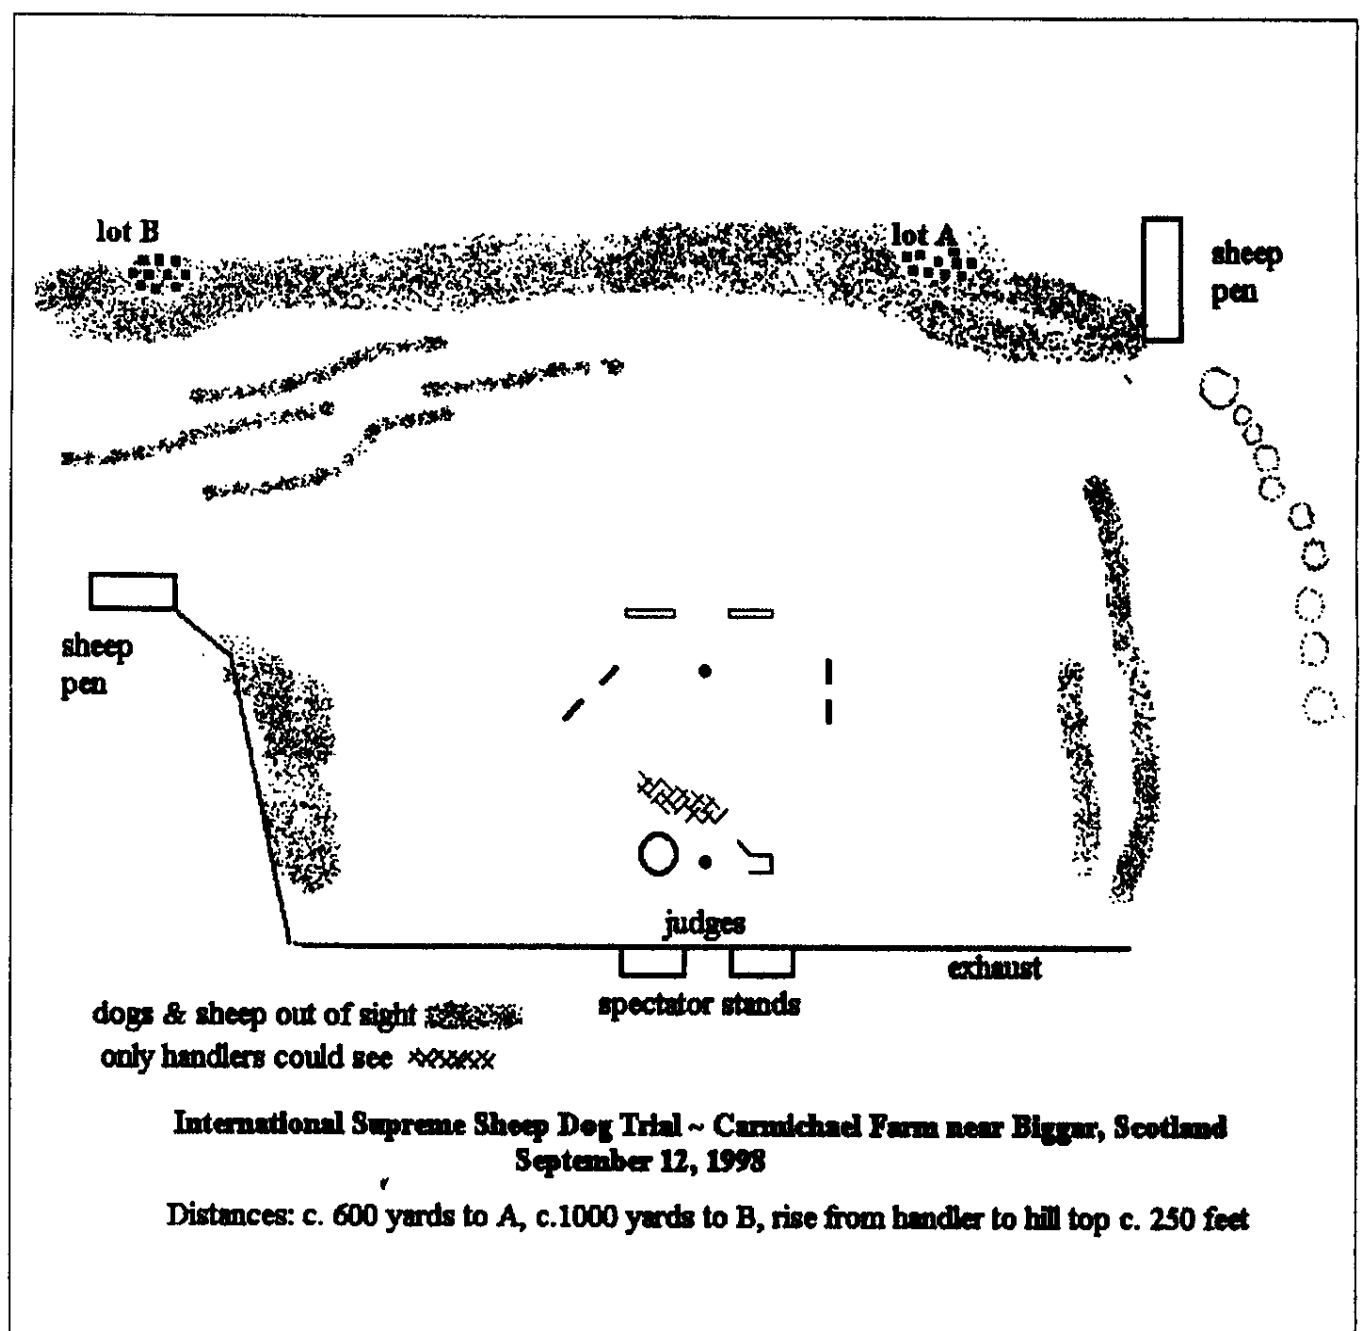 lot B
lot A
sheep
pen
sheep
pen
judges
exhaust
spectator stands
dogs & sheep out of sight
only handlers could see
International Supreme Sheep Dog Trial ~ Carmichael Farm near Biggar, Scotland
September 12, 1998
Distances: c. 600 yards to A, c.1000 yards to B, rise from handler to hill top c. 250 feet